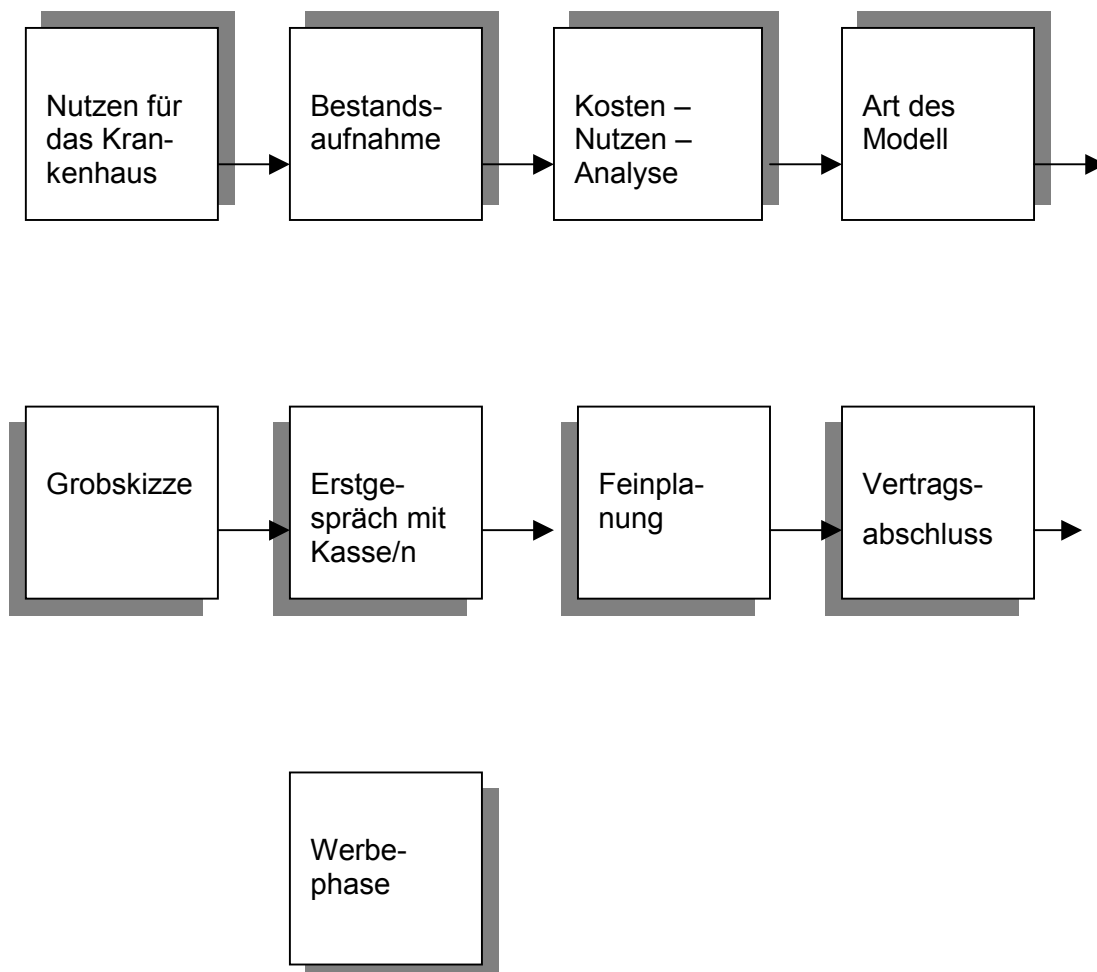 Nutzen für
das Kran-
kenhaus
Bestands-
aufnahme
Kosten –
Nutzen –
Analyse
Art des
Modell
Grobskizze
Erstge-
spräch mit
Kasse/n
Feinpla-
nung
Vertrags-
abschluss
Werbe-
phase